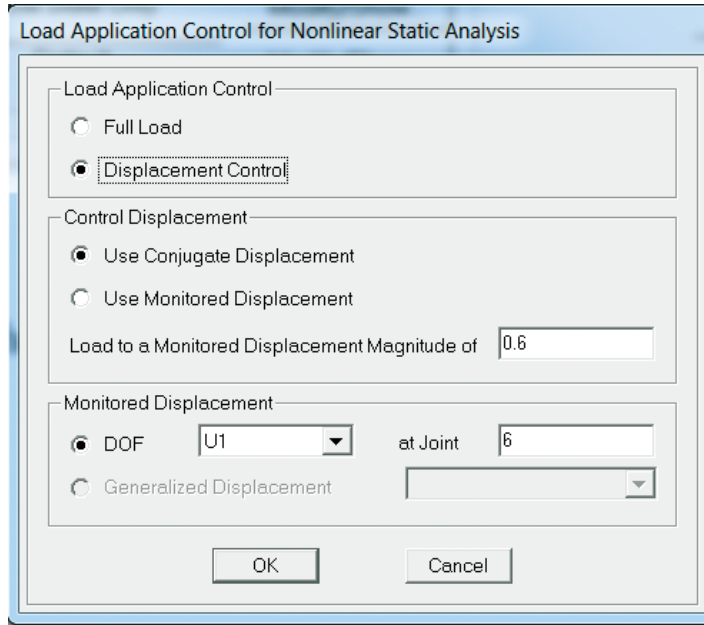 Load Application Control for Nonlinear Static Analysis
Load Application Control
Full Load
Displacement Control
Control Displacement
Use Conjugate Displacement
Use Monitored Displacement
Load to a Monitored Displacement Magnitude of 0.6
Monitored Displacement
DOF U1 at Joint 6
Generalized Displacement
OK Cancel